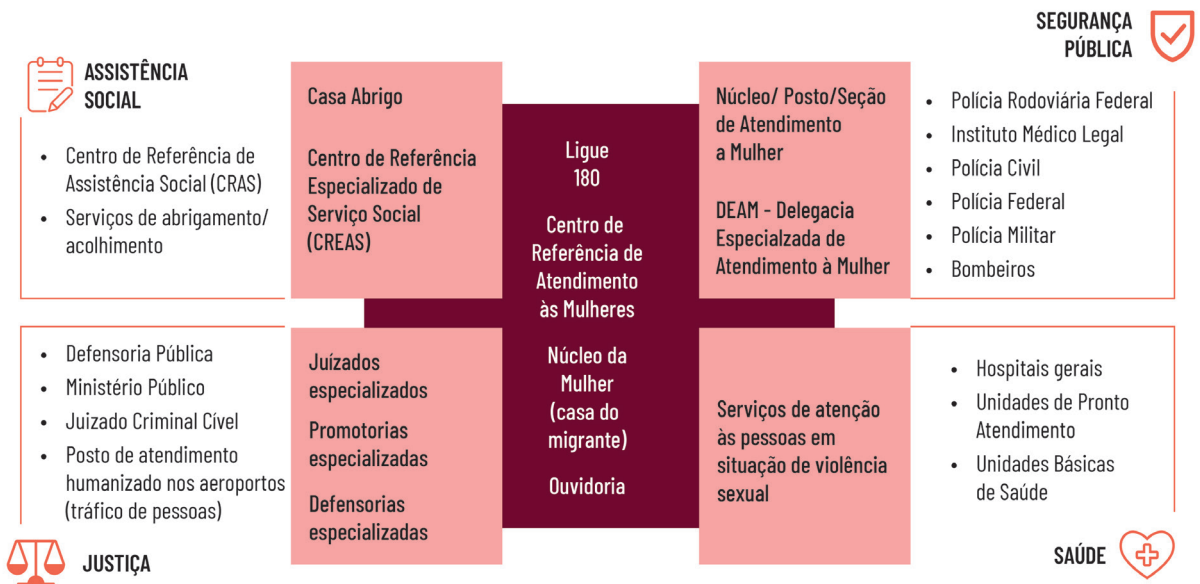 ASSISTÊNCIA
SOCIAL
• Centro de Referência de
Assistência Social (CRAS)
• Serviços de abrigamento/
acolhimento
Casa Abrigo
Centro de Referência
Especializado de
Serviço Social
(CREAS)
Ligue
180
Centro de
Referência de
Atendimento
às Mulheres
Núcleo da
Mulher
(casa do
migrante)
Ouvidoria
Núcleo/ Posto/Seção
de Atendimento
a Mulher
DEAM - Delegacia
Especialzada de
Atendimento à Mulher
SEGURANÇA
PÚBLICA
• Polícia Rodoviária Federal
• Instituto Médico Legal
• Polícia Civil
• Polícia Federal
• Polícia Militar
• Bombeiros
• Defensoria Pública
• Ministério Público
• Juizado Criminal Cível
• Posto de atendimento
humanizado nos aeroportos
(tráfico de pessoas)
JUSTIÇA
Juízados
especializados
Promotorias
especializadas
Defensorias
especializadas
Serviços de atenção
às pessoas em
situação de violência
sexual
• Hospitais gerais
• Unidades de Pronto
Atendimento
• Unidades Básicas
de Saúde
SAÚDE